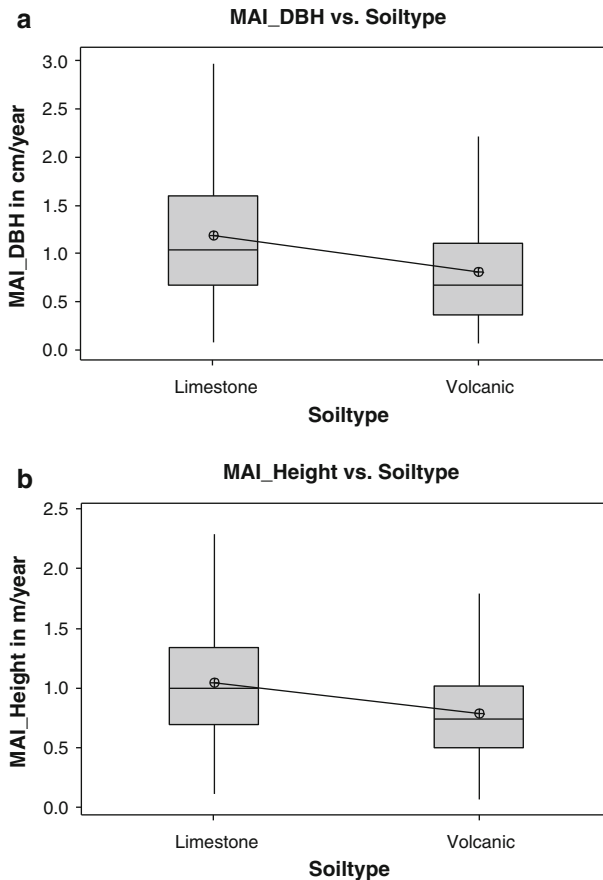 a
MAI_DBH vs. Soiltype
MAI_DBH in cm/year
3.0
2.5
2.0
1.5
1.0
0.5
0.0
Limestone Volcanic
Soiltype
b
MAI_Height vs. Soiltype
MAI_Height in m/year
2.5
2.0
1.5
1.0
0.5
0.0
Limestone Volcanic
Soiltype